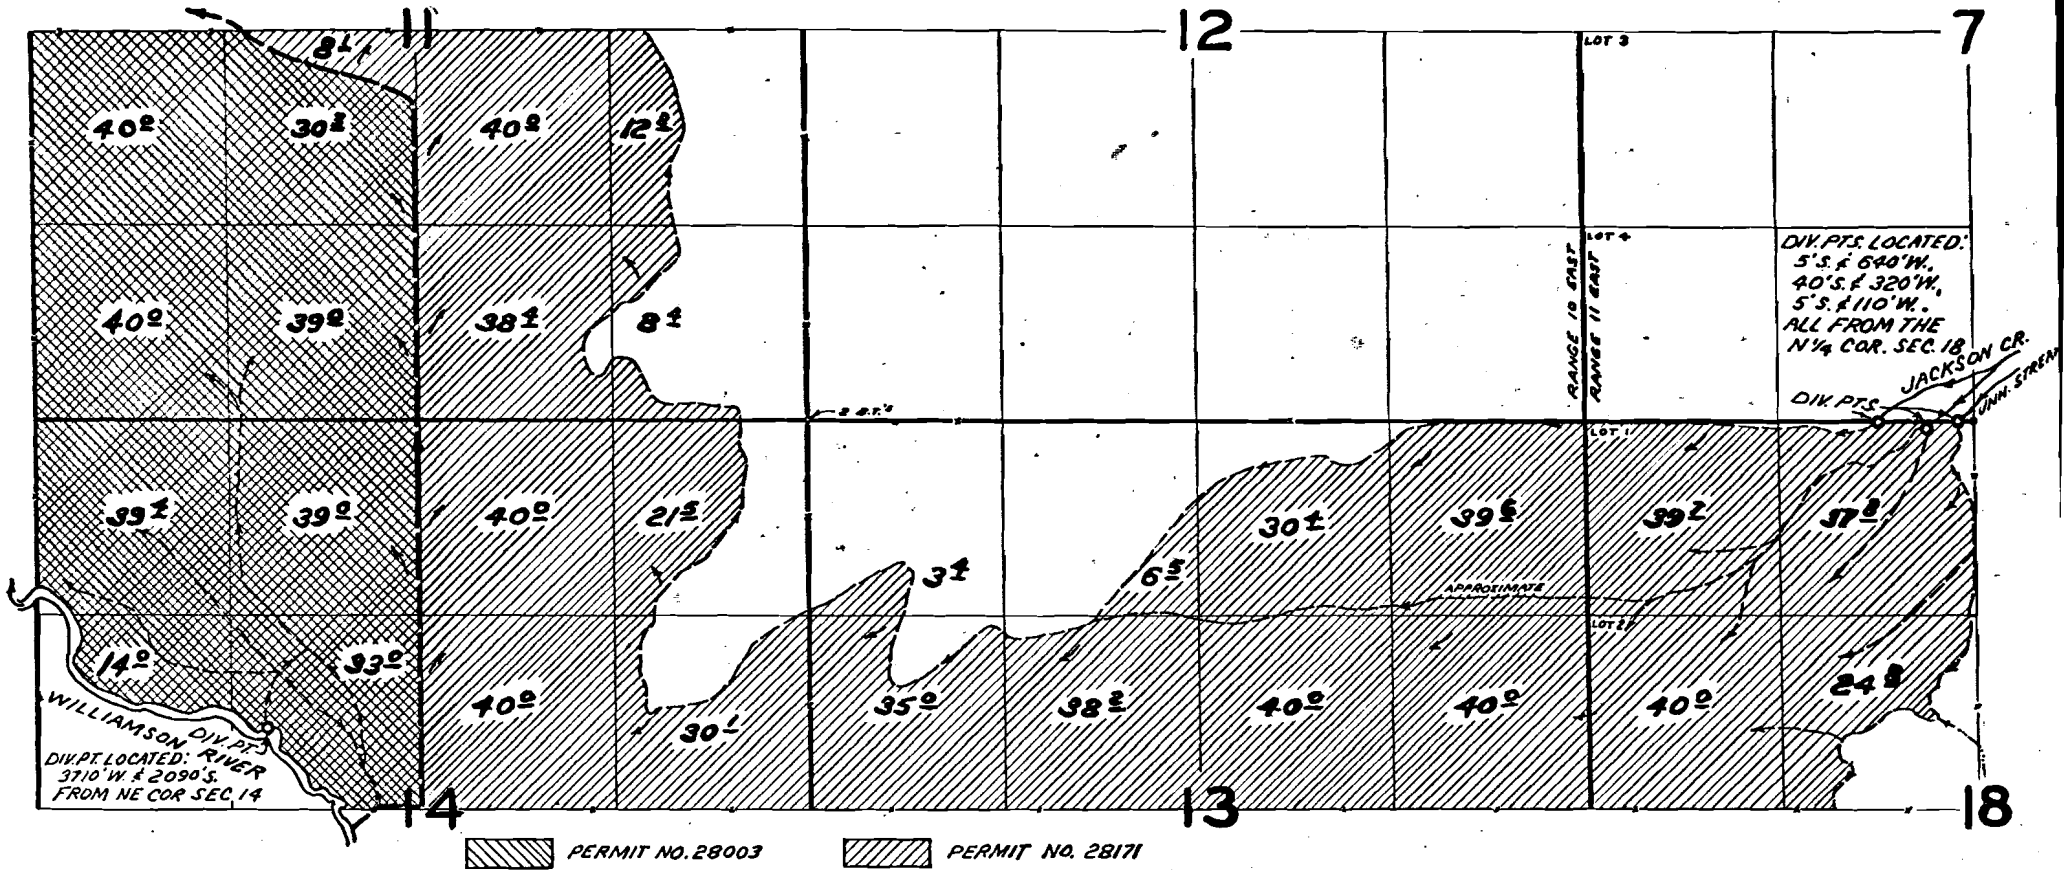 11
12
7
LOT 3
8 1
40 0
30 3
40 0
12 0
LOT 4
DIV. PTS. LOCATED:
5'S. & 640'W.,
40'S. & 320'W.,
5'S. & 110'W.,
ALL FROM THE
N 1/4 COR. SEC. 18
RANGE 10 EAST
RANGE 11 EAST
40 0
39 0
38 4
8 4
JACKSON CR.
UNN. STREAM
DIV. PTS.
2 B.T.'S
LOT 1
39 4
39 0
40 0
21 5
30 4
39 6
39 7
37 8
3 4
6 5
APPROXIMATE
LOT 2
14 0
33 0
40 0
30 1
35 0
38 2
40 0
40 0
40 0
24 8
WILLIAMSON RIVER
DIV. PT.
DIV. PT. LOCATED:
3710'W. & 2090'S.
FROM NE COR SEC. 14
14
13
18
PERMIT NO. 28003
PERMIT NO. 28171